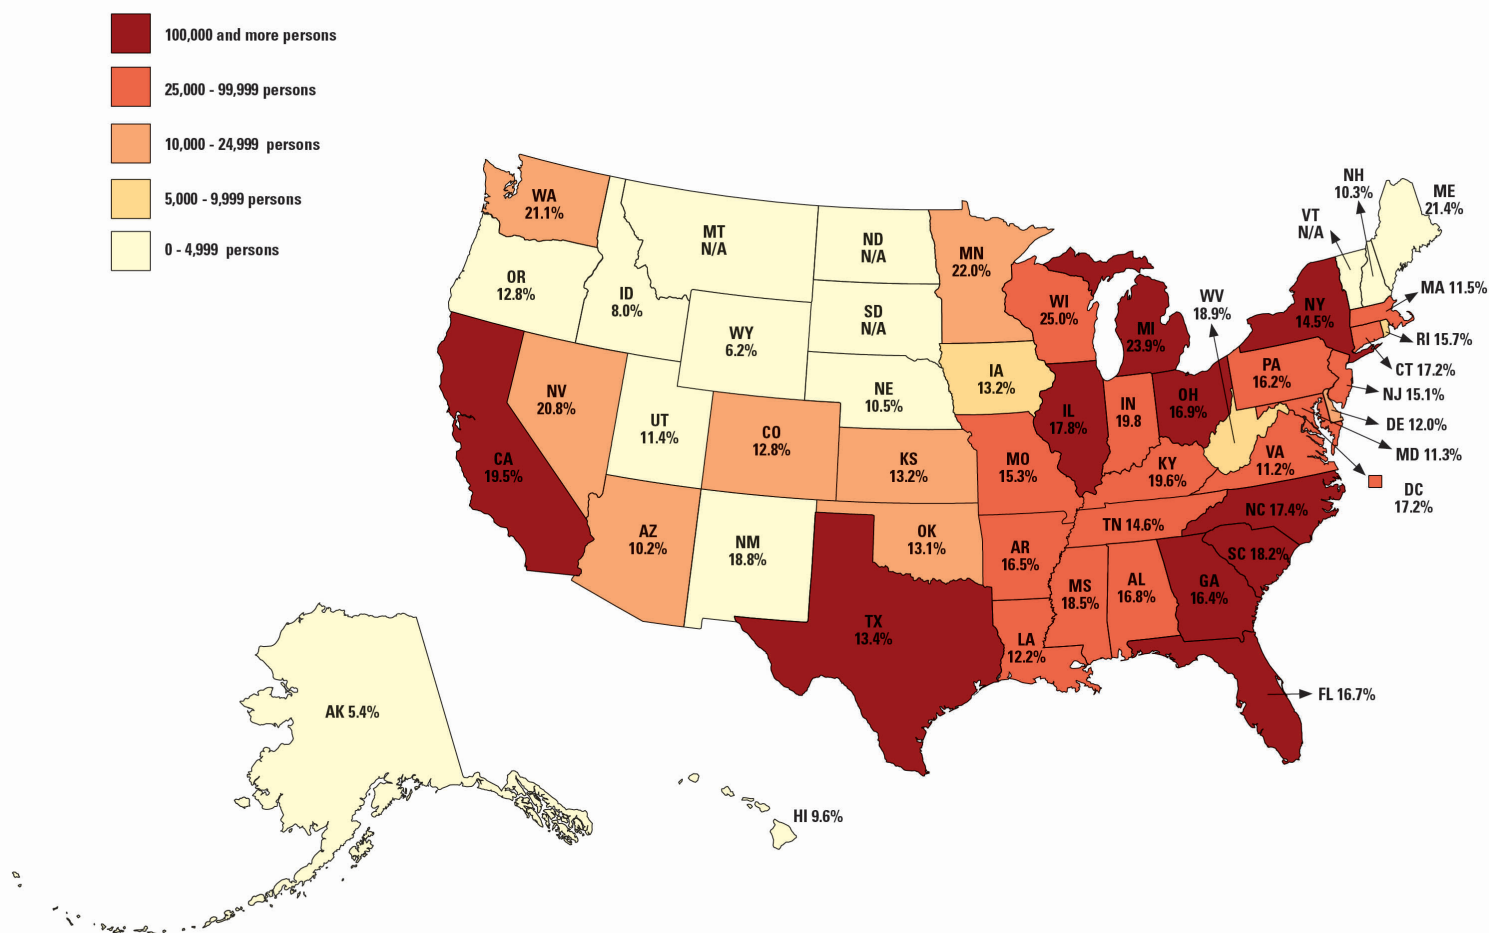 100,000 and more persons
25,000 - 99,999 persons
10,000 - 24,999 persons
5,000 - 9,999 persons
0 - 4,999 persons
WA
21.1%
OR
12.8%
ID
8.0%
MT
N/A
WY
6.2%
ND
N/A
SD
N/A
NE
10.5%
MN
22.0%
IA
13.2%
WI
25.0%
MI
23.9%
WV
18.9%
NH
10.3%
VT
N/A
ME
21.4%
NY
14.5%
MA 11.5%
RI 15.7%
CT 17.2%
NJ 15.1%
DE 12.0%
MD 11.3%
DC
17.2%
PA
16.2%
OH
16.9%
IN
19.8
IL
17.8%
CA
19.5%
NV
20.8%
UT
11.4%
CO
12.8%
KS
13.2%
MO
15.3%
KY
19.6%
VA
11.2%
AZ
10.2%
NM
18.8%
OK
13.1%
AR
16.5%
TN 14.6%
NC 17.4%
SC 18.2%
GA
16.4%
AL
16.8%
MS
18.5%
LA
12.2%
TX
13.4%
FL 16.7%
AK 5.4%
HI 9.6%